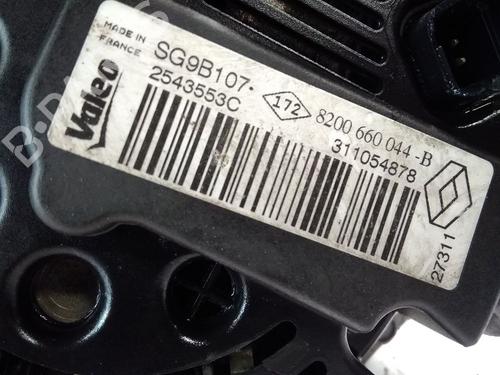 MADE IN
FRANCE
Valeo
SG9B107-
2543553C
172
8200 660 044 -B
311054878
27311